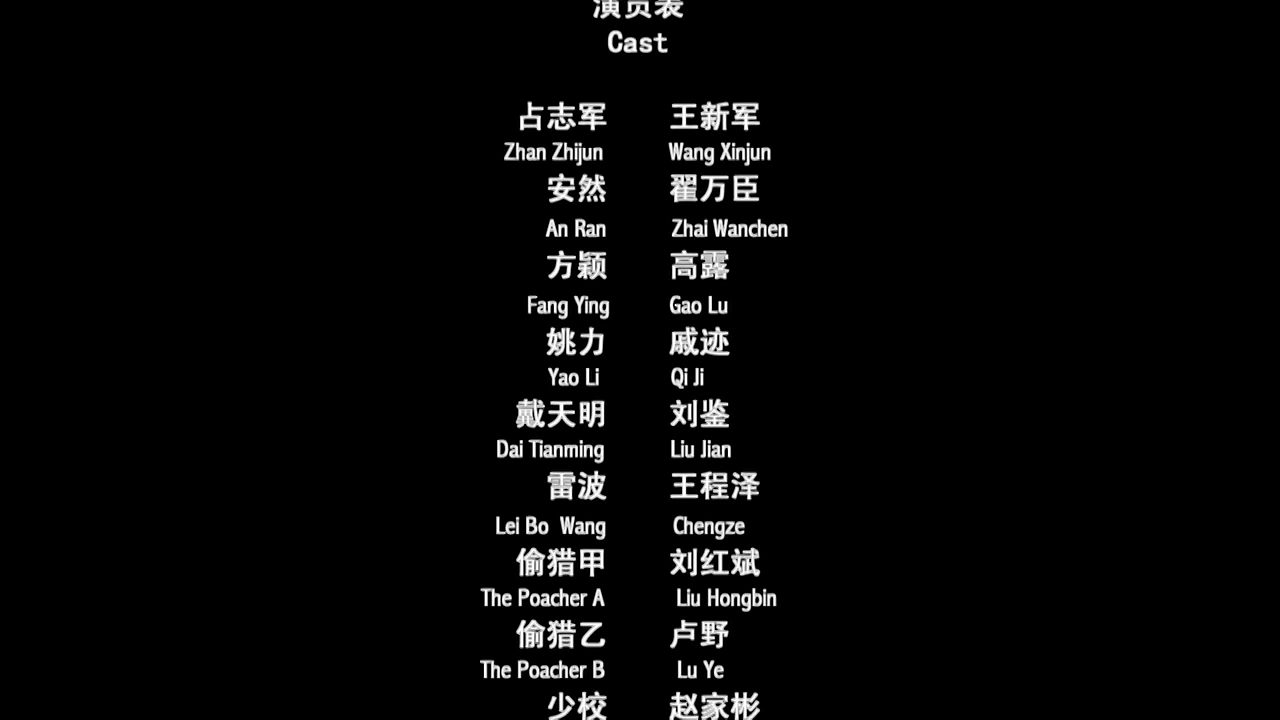 演员表
Cast
占志军 王新军
Zhan Zhijun Wang Xinjun
安然 翟万臣
An Ran Zhai Wanchen
方颖 高露
Fang Ying Gao Lu
姚力 戚迹
Yao Li Qi Ji
戴天明 刘鉴
Dai Tianming Liu Jian
雷波 王程泽
Lei Bo Wang Chengze
偷猎甲 刘红斌
The Poacher A Liu Hongbin
偷猎乙 卢野
The Poacher B Lu Ye
少校 赵家彬